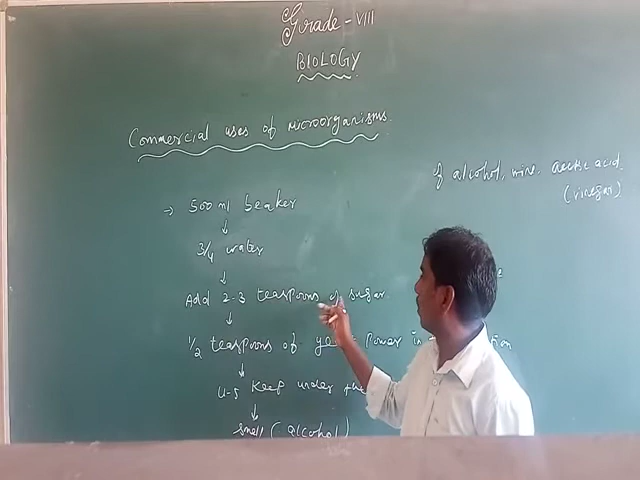 Grade - VIII
BIOLOGY
Commercial uses of microorganisms.
of alcohol, wine. acetic acid.
(vinegar)
→ 500 ml beaker
↓
3/4 water
↓
Add 2-3 teaspoons of sugar.
↓
1/2 teaspoons of yeast Power in
↓
4-5 Keep under the
↓
smell (alcohol)